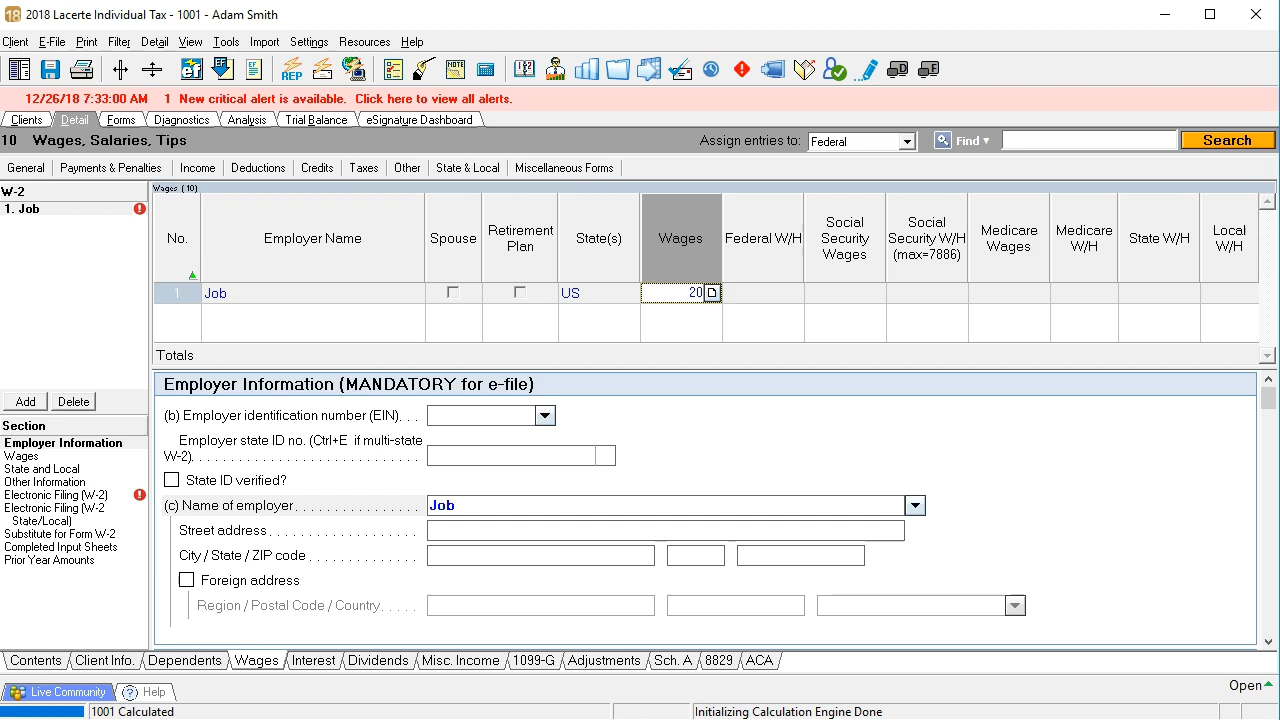 18 2018 Lacerte Individual Tax - 1001 - Adam Smith
Client E-File Print Filter Detail View Tools Import Settings Resources Help
eT REP NOTE D E
12/26/18 7:33:00 AM 1 New critical alert is available. Click here to view all alerts.
Clients Detail Forms Diagnostics Analysis Trial Balance eSignature Dashboard
10 Wages, Salaries, Tips Assign entries to: Federal Find Search
General Payments & Penalties Income Deductions Credits Taxes Other State & Local Miscellaneous Forms
W-2
1. Job
Add Delete
Section
Employer Information
Wages
State and Local
Other Information
Electronic Filing (W-2)
Electronic Filing (W-2
State/Local)
Substitute for Form W-2
Completed Input Sheets
Prior Year Amounts
Wages (10)
No. Employer Name Spouse Retirement Plan State(s) Wages Federal W/H Social Security Wages Social Security W/H (max=7886) Medicare Wages Medicare W/H State W/H Local W/H
1 Job US 20
Totals
Employer Information (MANDATORY for e-file)
(b) Employer identification number (EIN). . .
Employer state ID no. (Ctrl+E if multi-state
W-2). . . . . . . . . . . . . . . . . . . . . . . . . . . . .
State ID verified?
(c) Name of employer. . . . . . . . . . . . . . . . Job
Street address. . . . . . . . . . . . . . . . . . .
City / State / ZIP code . . . . . . . . . . . . . .
Foreign address
Region / Postal Code / Country. . . . .
Contents Client Info. Dependents Wages Interest Dividends Misc. Income 1099-G Adjustments Sch. A 8829 ACA
Open
Live Community ? Help
1001 Calculated Initializing Calculation Engine Done